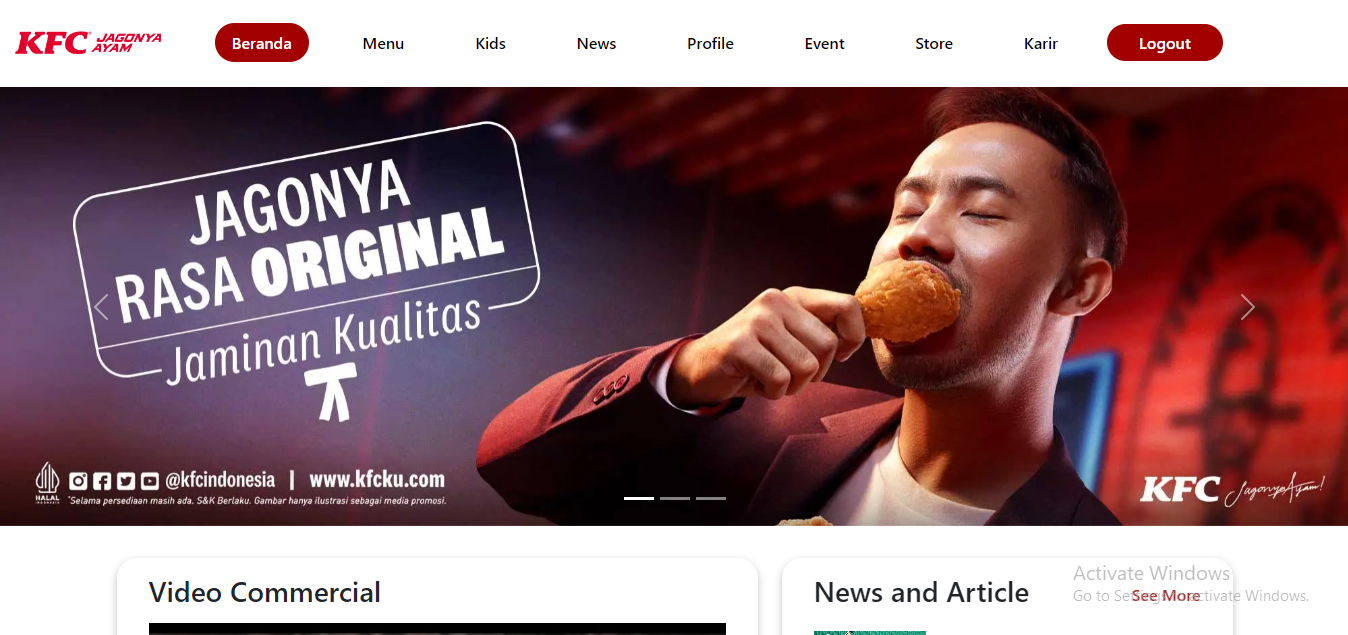 KFC JAGONYA AYAM
Beranda
Menu
Kids
News
Profile
Event
Store
Karir
Logout
JAGONYA
RASA ORIGINAL
Jaminan Kualitas
HALAL
INDONESIA
@kfcindonesia | www.kfcku.com
*Selama persediaan masih ada. S&K Berlaku. Gambar hanya ilustrasi sebagai media promosi.
KFC JagonyaAyam!
Video Commercial
News and Article
See More
Activate Windows
Go to Settings to activate Windows.